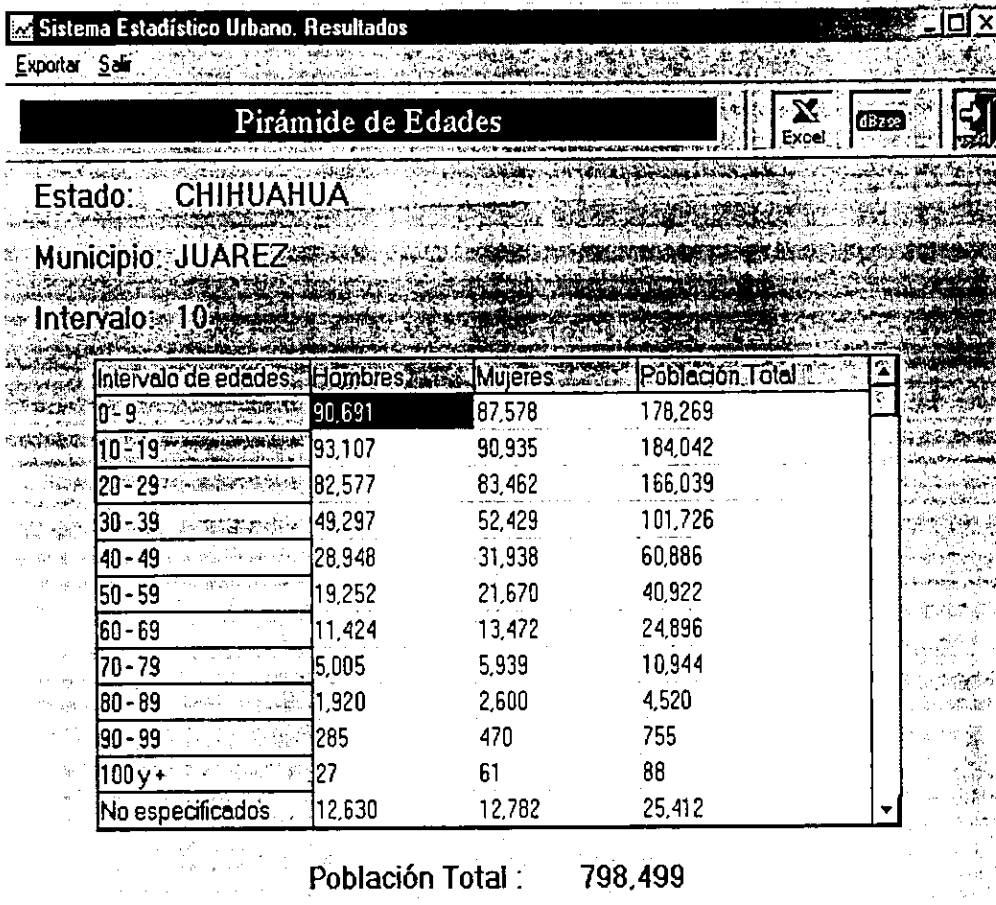 Sistema Estadístico Urbano. Resultados
Exportar Salir
Pirámide de Edades
Excel
dBase
Estado: CHIHUAHUA
Municipio: JUAREZ
Intervalo: 10
Intervalo de edades Hombres Mujeres Población Total
0 - 9 90,691 87,578 178,269
10 - 19 93,107 90,935 184,042
20 - 29 82,577 83,462 166,039
30 - 39 49,297 52,429 101,726
40 - 49 28,948 31,938 60,886
50 - 59 19,252 21,670 40,922
60 - 69 11,424 13,472 24,896
70 - 79 5,005 5,939 10,944
80 - 89 1,920 2,600 4,520
90 - 99 285 470 755
100 y + 27 61 88
No especificados 12,630 12,782 25,412
Población Total : 798,499